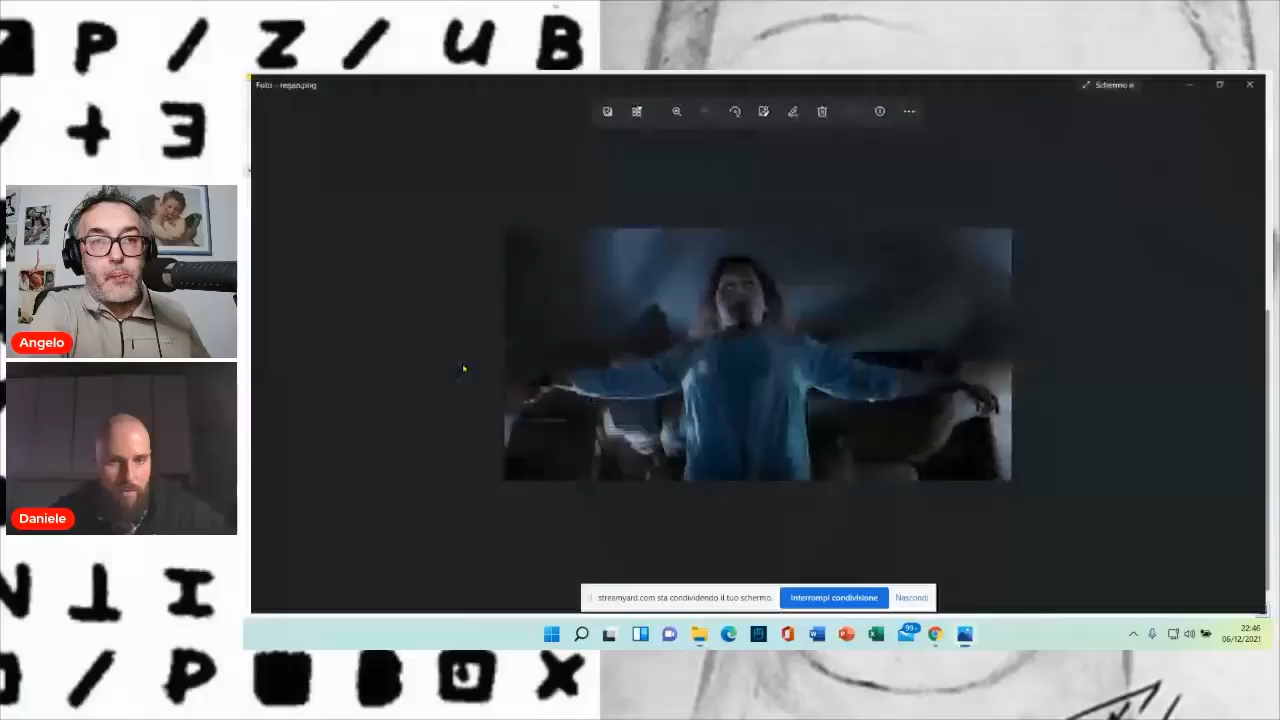 P / Z / U B
+ Ǝ
Foto - regan.png
Schermo in
Angelo
Daniele
streamyard.com sta condividendo il tuo schermo.
Interrompi condivisione
Nascondi
99+
22:46
06/12/2021
⊥ I
/ P
X